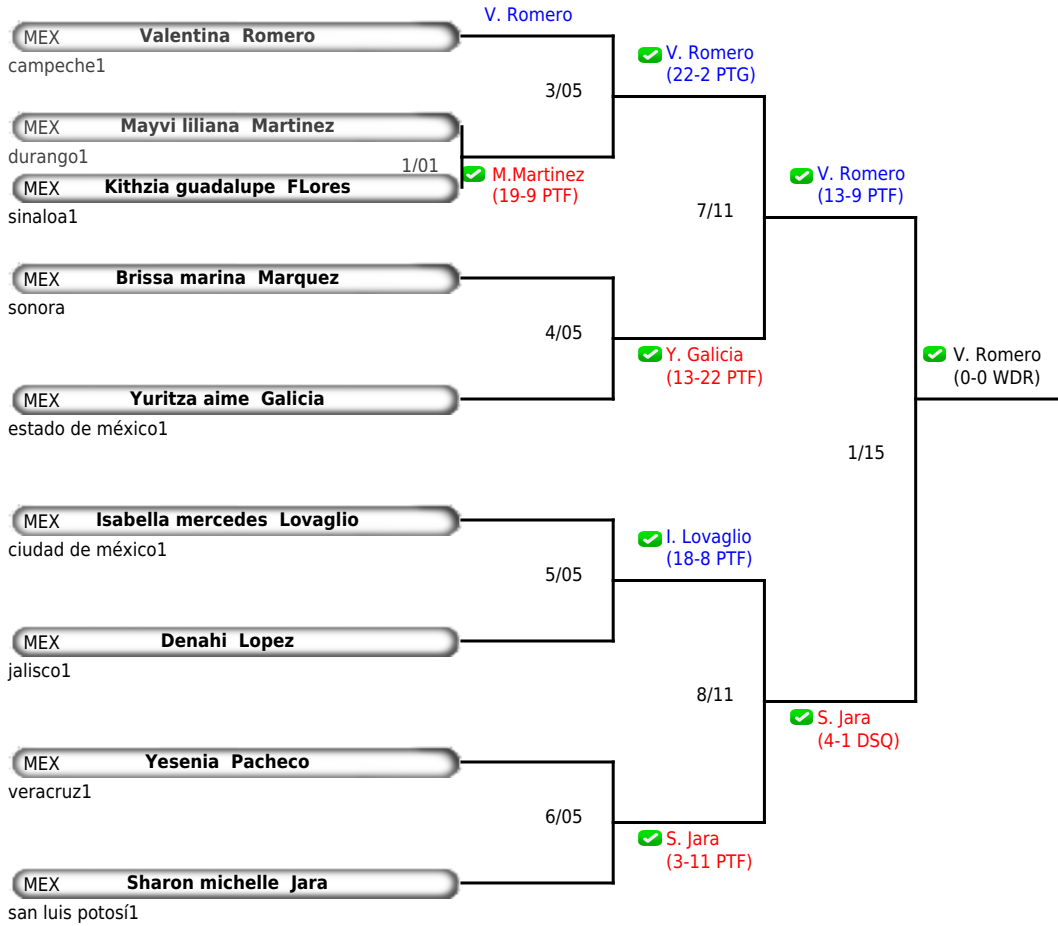 V. Romero
MEX Valentina Romero
campeche1
V. Romero
(22-2 PTG)
3/05
MEX Mayvi liliana Martinez
durango1
1/01
M.Martinez
(19-9 PTF)
MEX Kithzia guadalupe FLores
sinaloa1
V. Romero
(13-9 PTF)
7/11
MEX Brissa marina Marquez
sonora
4/05
Y. Galicia
(13-22 PTF)
V. Romero
(0-0 WDR)
MEX Yuritza aime Galicia
estado de méxico1
1/15
MEX Isabella mercedes Lovaglio
ciudad de méxico1
I. Lovaglio
(18-8 PTF)
5/05
MEX Denahi Lopez
jalisco1
8/11
S. Jara
(4-1 DSQ)
MEX Yesenia Pacheco
veracruz1
6/05
S. Jara
(3-11 PTF)
MEX Sharon michelle Jara
san luis potosí1